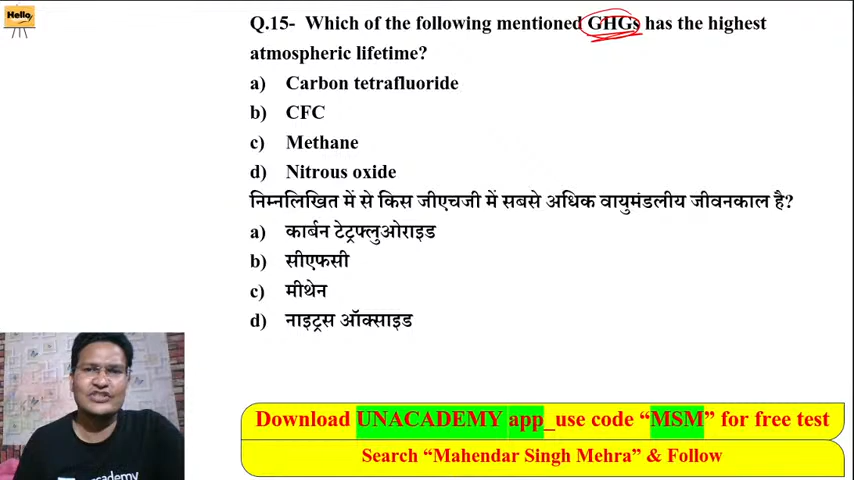 Hello
Q.15- Which of the following mentioned GHGs has the highest
atmospheric lifetime?
a) Carbon tetrafluoride
b) CFC
c) Methane
d) Nitrous oxide
निम्नलिखित में से किस जीएचजी में सबसे अधिक वायुमंडलीय जीवनकाल है?
a) कार्बन टेट्रफ्लुओराइड
b) सीएफसी
c) मीथेन
d) नाइट्रस ऑक्साइड
Download UNACADEMY app_use code “MSM” for free test
Search “Mahendar Singh Mehra” & Follow